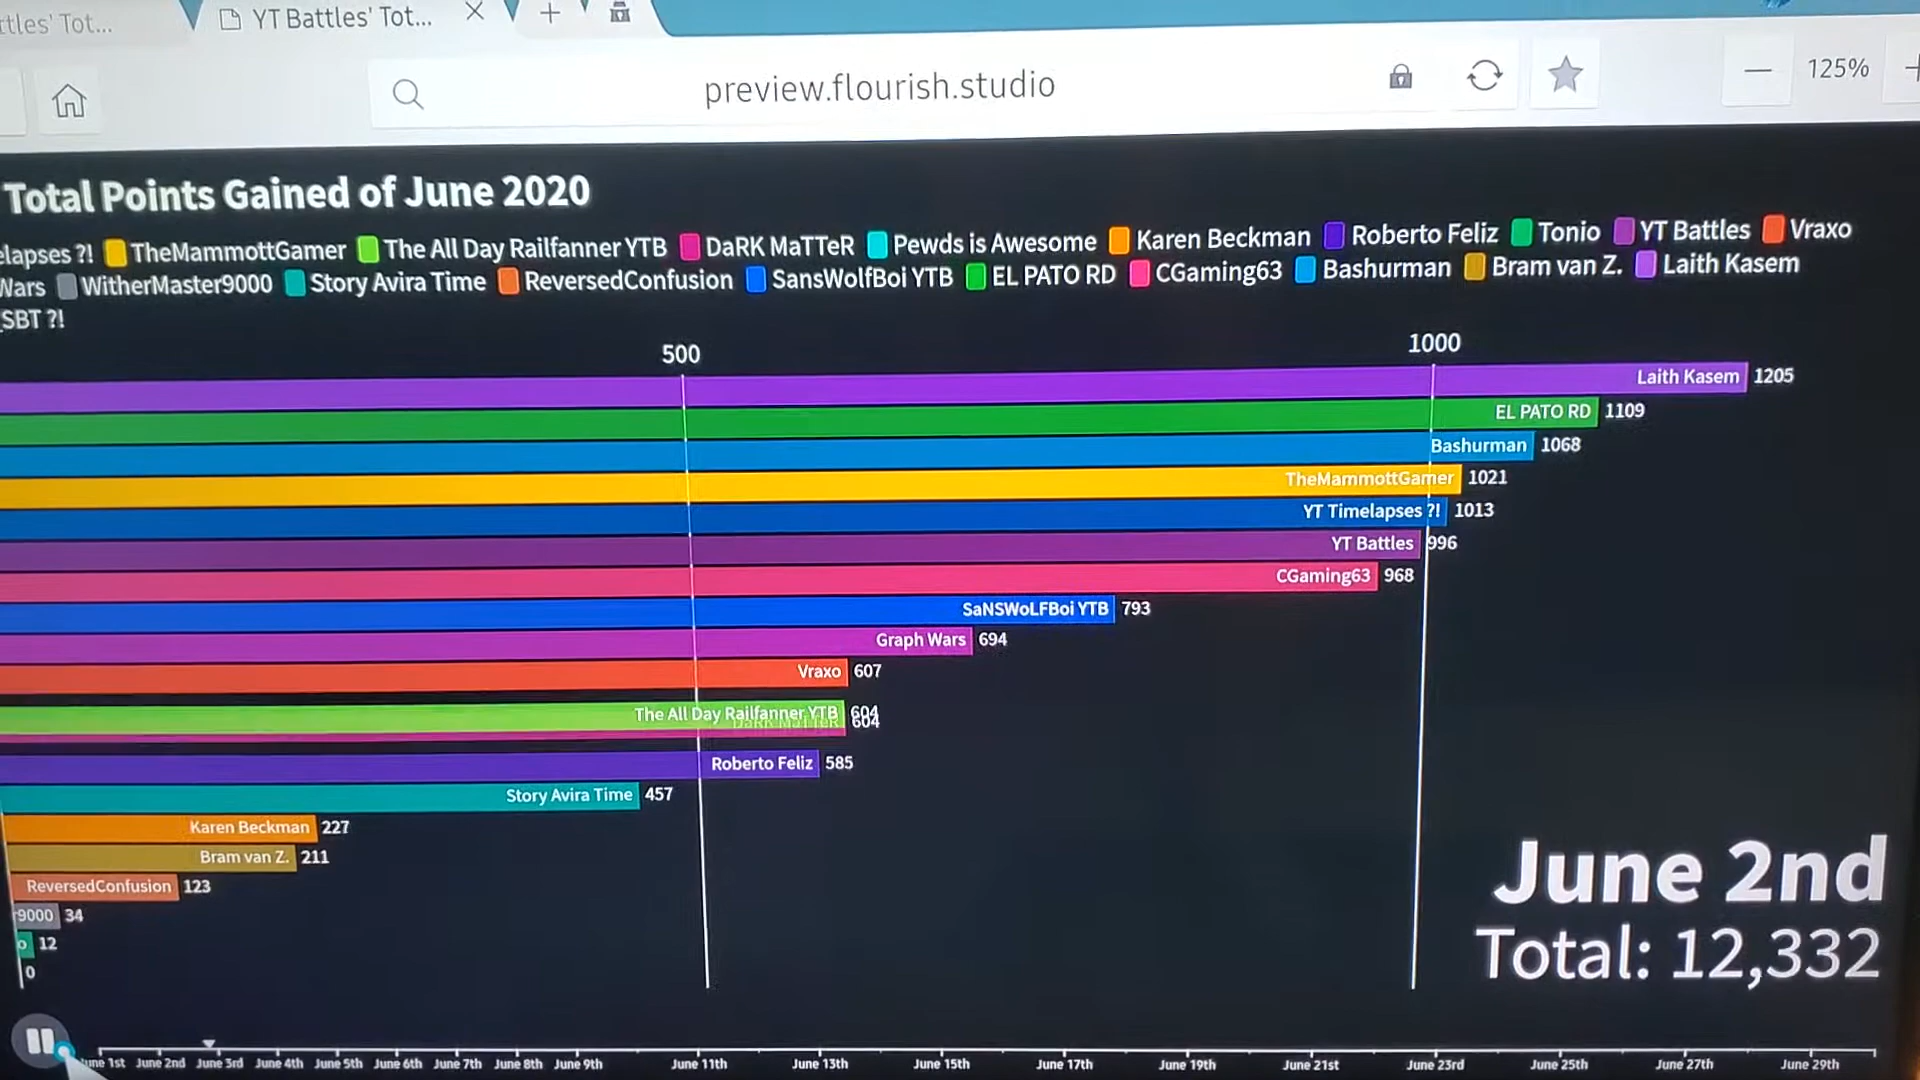 rtles' Tot...
YT Battles' Tot...
preview.flourish.studio
125%
Total Points Gained of June 2020
elapses ?! TheMammottGamer The All Day Railfanner YTB DaRK MaTTeR Pewds is Awesome Karen Beckman Roberto Feliz Tonio YT Battles Vraxo
Wars WitherMaster9000 Story Avira Time ReversedConfusion SansWolfBoi YTB EL PATO RD CGaming63 Bashurman Bram van Z. Laith Kasem
SBT ?!
500 1000
Laith Kasem 1205
EL PATO RD 1109
Bashurman 1068
TheMammottGamer 1021
YT Timelapses ?! 1013
YT Battles 996
CGaming63 968
SaNSWoLFBoi YTB 793
Graph Wars 694
Vraxo 607
The All Day Railfanner YTB 604
DaRK MaTTeR 604
Roberto Feliz 585
Story Avira Time 457
Karen Beckman 227
Bram van Z. 211
ReversedConfusion 123
r9000 34
o 12
0
June 2nd
Total: 12,332
une 1st June 2nd June 3rd June 4th June 5th June 6th June 7th June 8th June 9th June 11th June 13th June 15th June 17th June 19th June 21st June 23rd June 25th June 27th June 29th